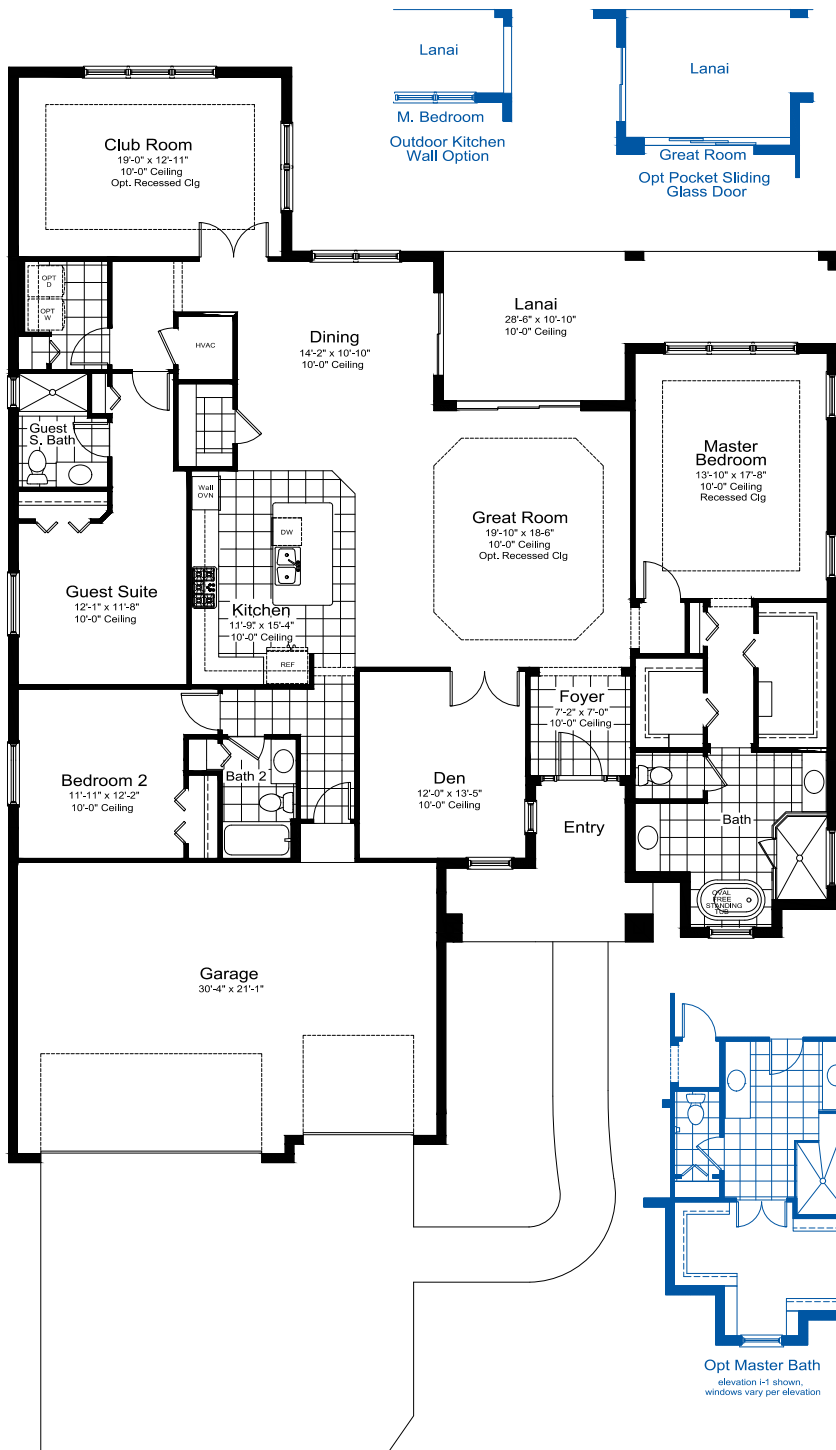 Lanai
M. Bedroom
Outdoor Kitchen
Wall Option
Lanai
Great Room
Opt Pocket Sliding
Glass Door
Club Room
19'-0" x 12'-11"
10'-0" Ceiling
Opt. Recessed Clg
OPT
D
OPT
W
HVAC
Dining
14'-2" x 10'-10"
10'-0" Ceiling
Lanai
28'-6" x 10'-10"
10'-0" Ceiling
Guest
S. Bath
Master
Bedroom
13'-10" x 17'-8"
10'-0" Ceiling
Recessed Clg
Wall
OVN
DW
Great Room
19'-10" x 18'-6"
10'-0" Ceiling
Opt. Recessed Clg
Guest Suite
12'-1" x 11'-8"
10'-0" Ceiling
Kitchen
11'-9" x 15'-4"
10'-0" Ceiling
REF
Foyer
7'-2" x 7'-0"
10'-0" Ceiling
Bedroom 2
11'-11" x 12'-2"
10'-0" Ceiling
Bath 2
Den
12'-0" x 13'-5"
10'-0" Ceiling
Entry
Bath
OVAL
FREE
STANDING
TUB
Garage
30'-4" x 21'-1"
Opt Master Bath
elevation i-1 shown,
windows vary per elevation